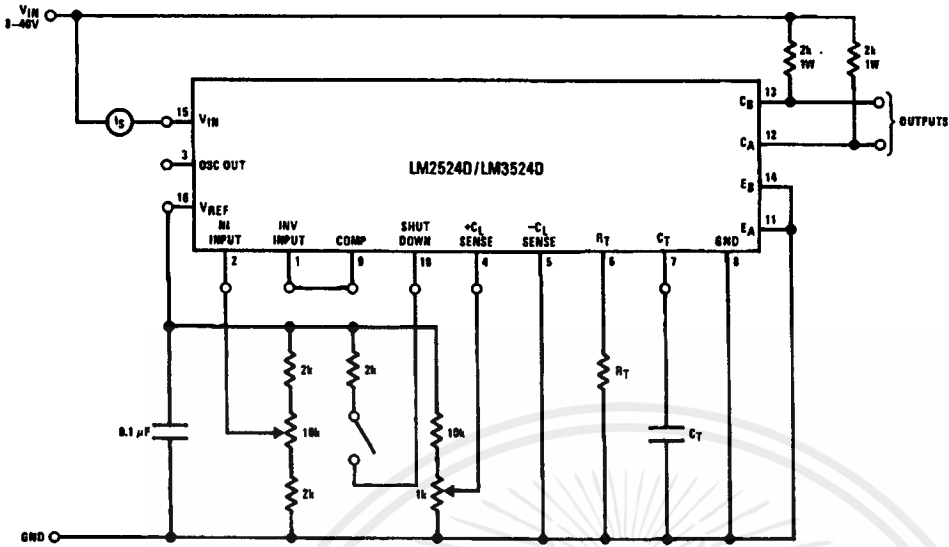 VIN
8–40V
2k
1W
2k
1W
IS
15
VIN
3
OSC OUT
16
VREF
LM2524D/LM3524D
CB
13
CA
12
OUTPUTS
EB
14
EA
11
NI
INPUT
INV
INPUT
COMP
SHUT
DOWN
+CL
SENSE
−CL
SENSE
RT
CT
GND
2
1
9
10
4
5
6
7
8
2k
2k
10k
10k
2k
1k
RT
CT
0.1 µF
GND